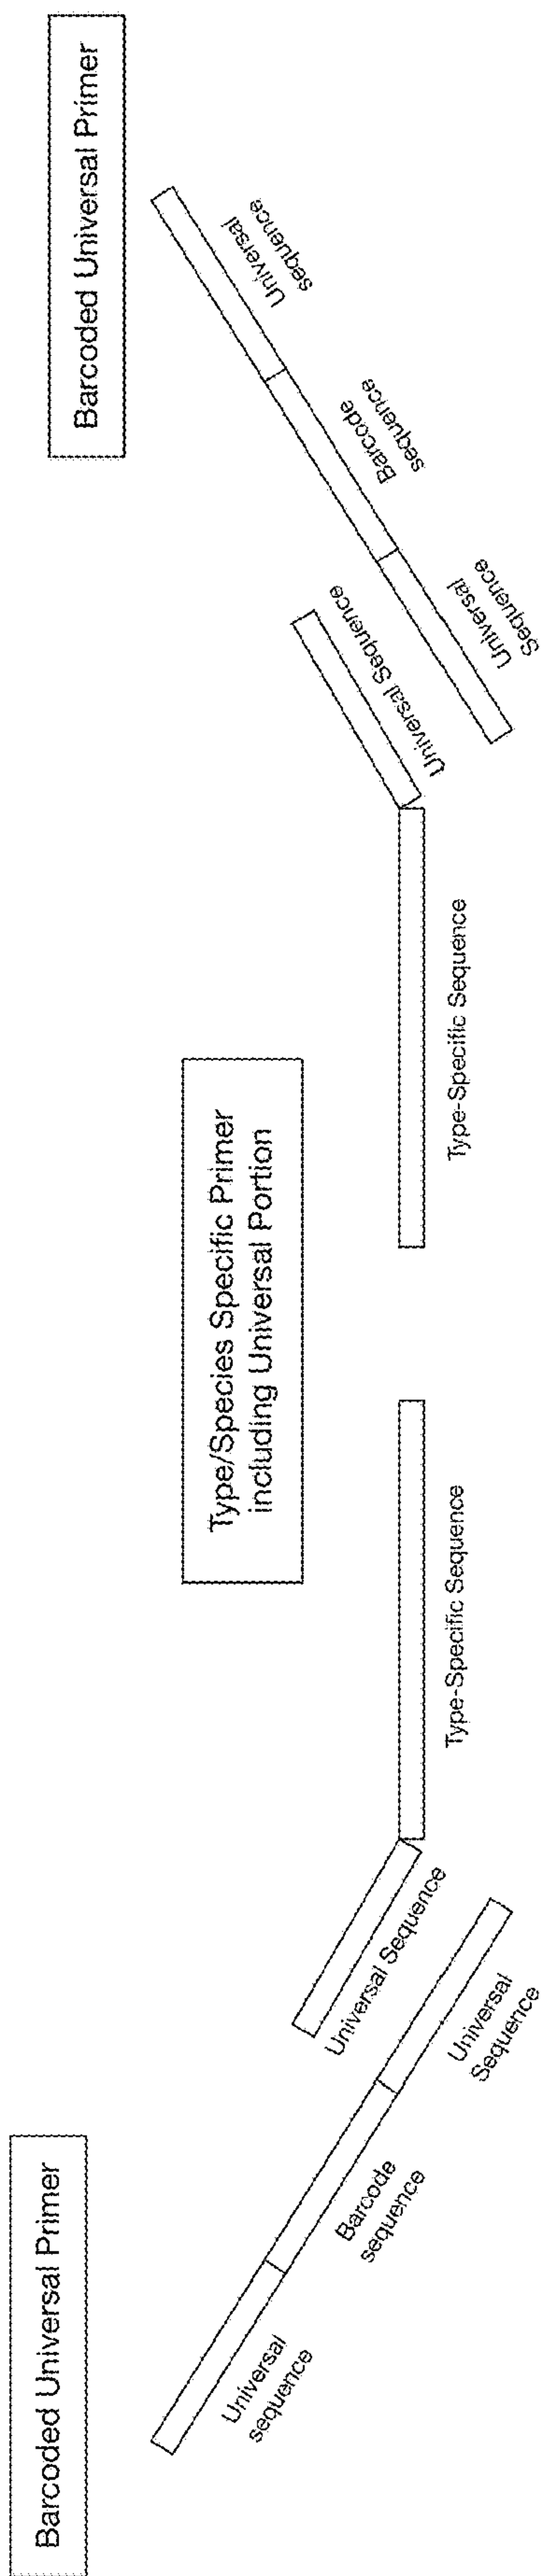 Barcoded Universal Primer
Barcoded Universal Primer
Type/Species Specific Primer
including Universal Portion
Universal
sequence
Barcode
sequence
Universal
Sequence
Universal Sequence
Type-Specific Sequence
Type-Specific Sequence
Universal Sequence
Universal
Sequence
Barcode
sequence
Universal
sequence